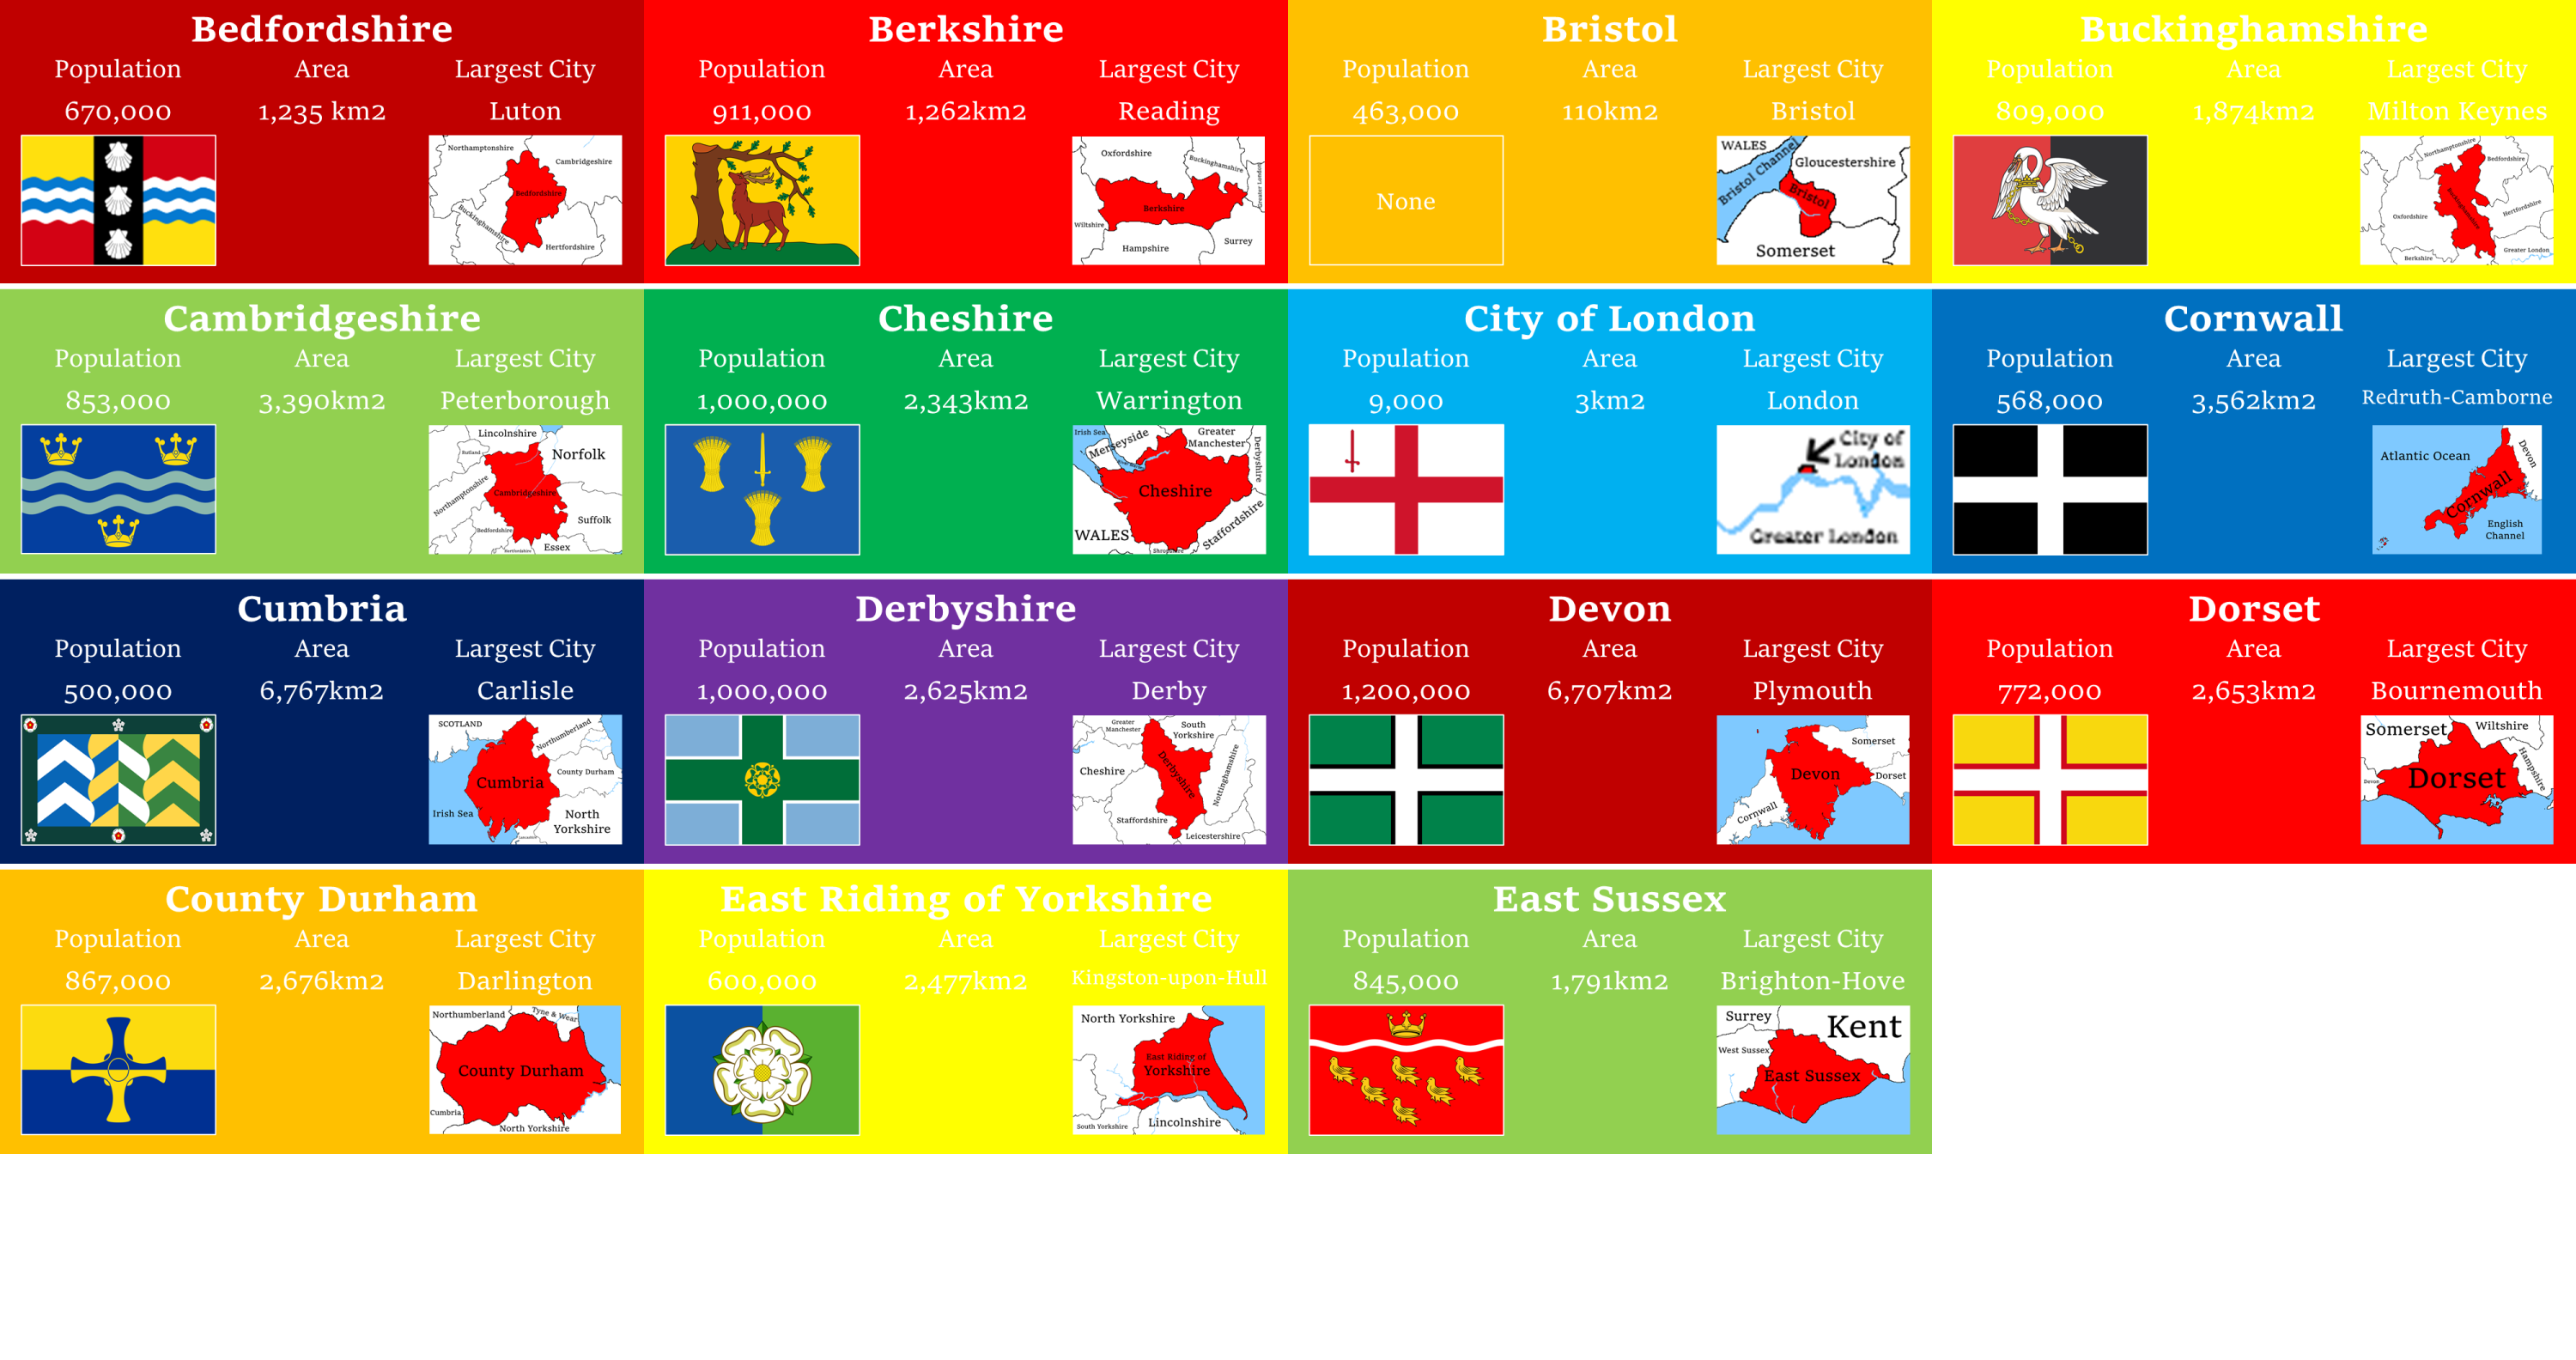 Bedfordshire
Population Area Largest City
670,000 1,235 km2 Luton
Northamptonshire
Cambridgeshire
Bedfordshire
Buckinghamshire
Hertfordshire
Berkshire
Population Area Largest City
911,000 1,262km2 Reading
Oxfordshire
Buckinghamshire
Greater London
Berkshire
Wiltshire
Hampshire
Surrey
Bristol
Population Area Largest City
463,000 110km2 Bristol
None
WALES
Bristol Channel
Gloucestershire
Bristol
Somerset
Buckinghamshire
Population Area Largest City
809,000 1,874km2 Milton Keynes
Northamptonshire
Bedfordshire
Buckinghamshire
Oxfordshire
Hertfordshire
Greater London
Berkshire
Cambridgeshire
Population Area Largest City
853,000 3,390km2 Peterborough
Lincolnshire
Rutland
Norfolk
Northamptonshire
Cambridgeshire
Suffolk
Bedfordshire
Hertfordshire
Essex
Cheshire
Population Area Largest City
1,000,000 2,343km2 Warrington
Irish Sea
Merseyside
Greater
Manchester
Derbyshire
Cheshire
WALES
Shropshire
Staffordshire
City of London
Population Area Largest City
9,000 3km2 London
City of
London
Greater London
Cornwall
Population Area Largest City
568,000 3,562km2 Redruth-Camborne
Atlantic Ocean
Devon
Cornwall
English
Channel
Cumbria
Population Area Largest City
500,000 6,767km2 Carlisle
SCOTLAND
Northumberland
County Durham
Cumbria
Irish Sea
North
Yorkshire
Lancashire
Derbyshire
Population Area Largest City
1,000,000 2,625km2 Derby
Greater
Manchester
South
Yorkshire
Cheshire
Derbyshire
Nottinghamshire
Staffordshire
Leicestershire
Devon
Population Area Largest City
1,200,000 6,707km2 Plymouth
Somerset
Devon
Dorset
Cornwall
Dorset
Population Area Largest City
772,000 2,653km2 Bournemouth
Somerset
Wiltshire
Hampshire
Devon
Dorset
County Durham
Population Area Largest City
867,000 2,676km2 Darlington
Northumberland
Tyne & Wear
County Durham
Cumbria
North Yorkshire
East Riding of Yorkshire
Population Area Largest City
600,000 2,477km2 Kingston-upon-Hull
North Yorkshire
East Riding of
Yorkshire
South Yorkshire
Lincolnshire
East Sussex
Population Area Largest City
845,000 1,791km2 Brighton-Hove
Surrey
Kent
West Sussex
East Sussex